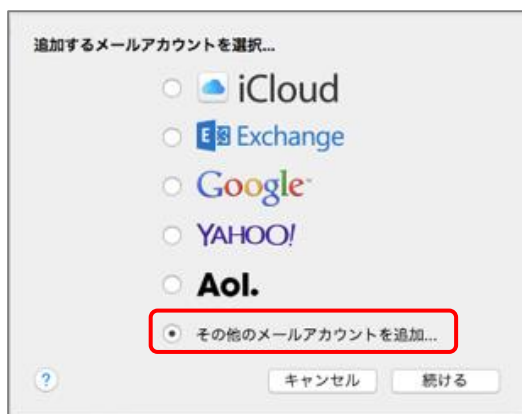 追加するメールアカウントを選択...
iCloud
E Exchange
Google
YAHOO!
Aol.
その他のメールアカウントを追加...
? キャンセル 続ける